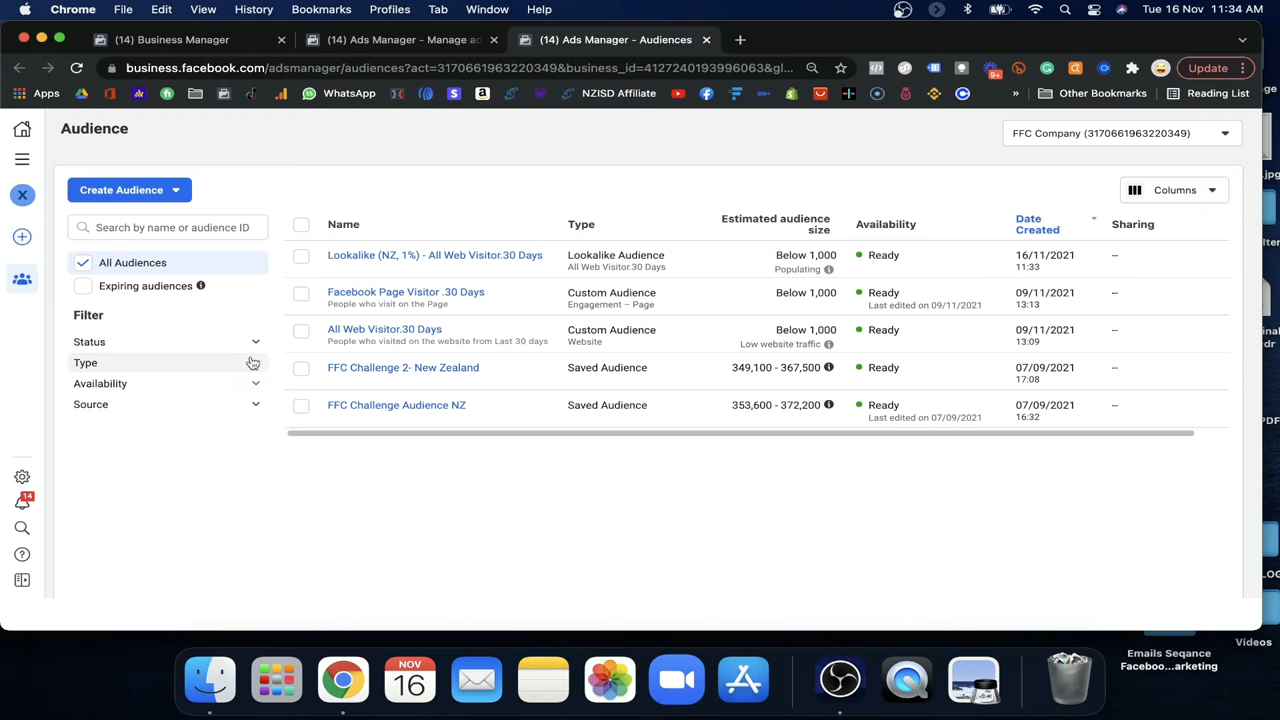 Chrome File Edit View History Bookmarks Profiles Tab Window Help
Tue 16 Nov 11:34 AM
(14) Business Manager
(14) Ads Manager - Manage ad
(14) Ads Manager - Audiences
business.facebook.com/adsmanager/audiences?act=3170661963220349&business_id=4127240193996063&gl...
9+
Update
Apps
WhatsApp
NZISD Affiliate
»
Other Bookmarks
Reading List
Audience
FFC Company (3170661963220349)
X
Create Audience
Columns
Search by name or audience ID
All Audiences
Expiring audiences
Filter
Status
Type
Availability
Source
14
Name Type Estimated audience size Availability Date Created Sharing
Lookalike (NZ, 1%) - All Web Visitor.30 Days Lookalike Audience Below 1,000 Ready 16/11/2021 --
All Web Visitor.30 Days Populating 11:33
Facebook Page Visitor .30 Days Custom Audience Below 1,000 Ready 09/11/2021 --
People who visit on the Page Engagement – Page Last edited on 09/11/2021 13:13
All Web Visitor.30 Days Custom Audience Below 1,000 Ready 09/11/2021 --
People who visited on the website from Last 30 days Website Low website traffic 13:09
FFC Challenge 2- New Zealand Saved Audience 349,100 - 367,500 Ready 07/09/2021 --
17:08
FFC Challenge Audience NZ Saved Audience 353,600 - 372,200 Ready 07/09/2021 --
Last edited on 07/09/2021 16:32
.jpg
PDF
Videos
Emails Seqance
Faceboo...arketing
NOV
16